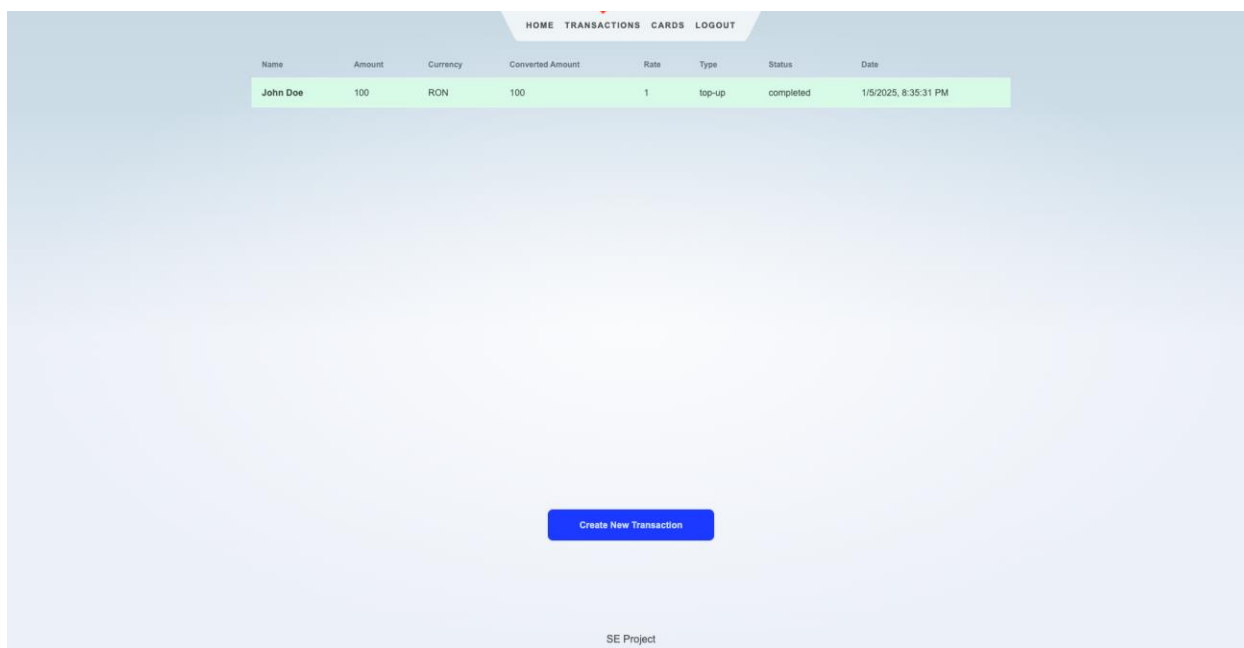 HOME TRANSACTIONS CARDS LOGOUT
Name Amount Currency Converted Amount Rate Type Status Date
John Doe 100 RON 100 1 top-up completed 1/5/2025, 8:35:31 PM
Create New Transaction
SE Project